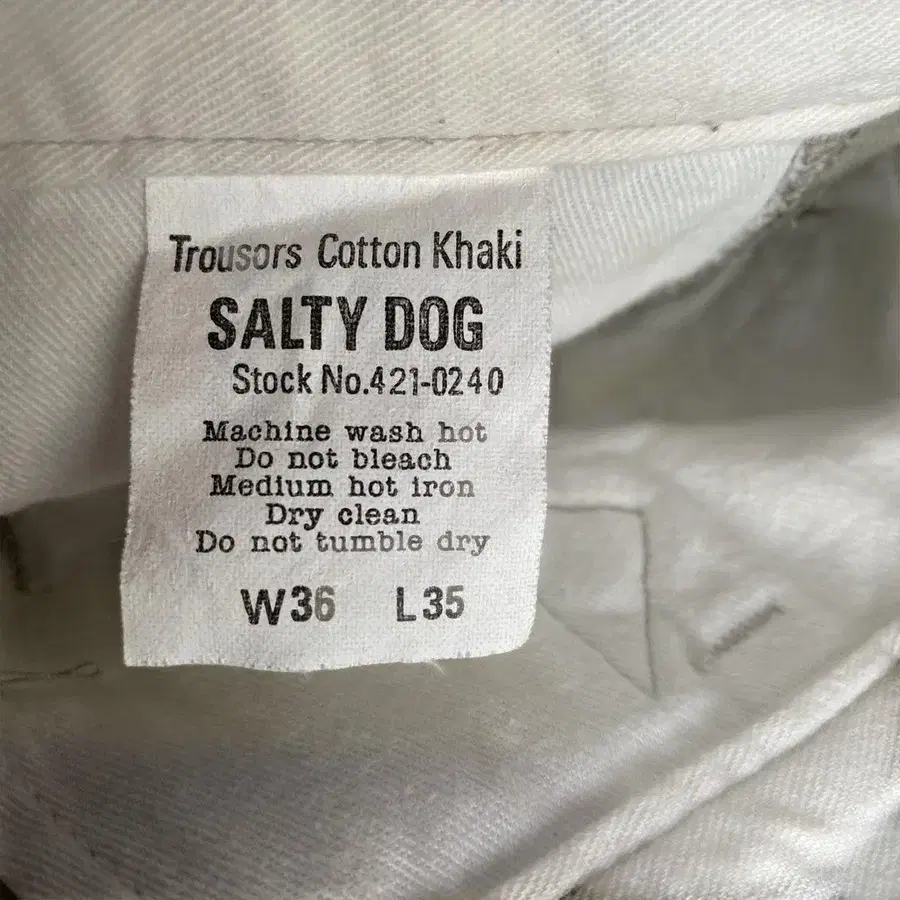 Trousors Cotton Khaki
SALTY DOG
Stock No.421-0240
Machine wash hot
Do not bleach
Medium hot iron
Dry clean
Do not tumble dry
W36 L35